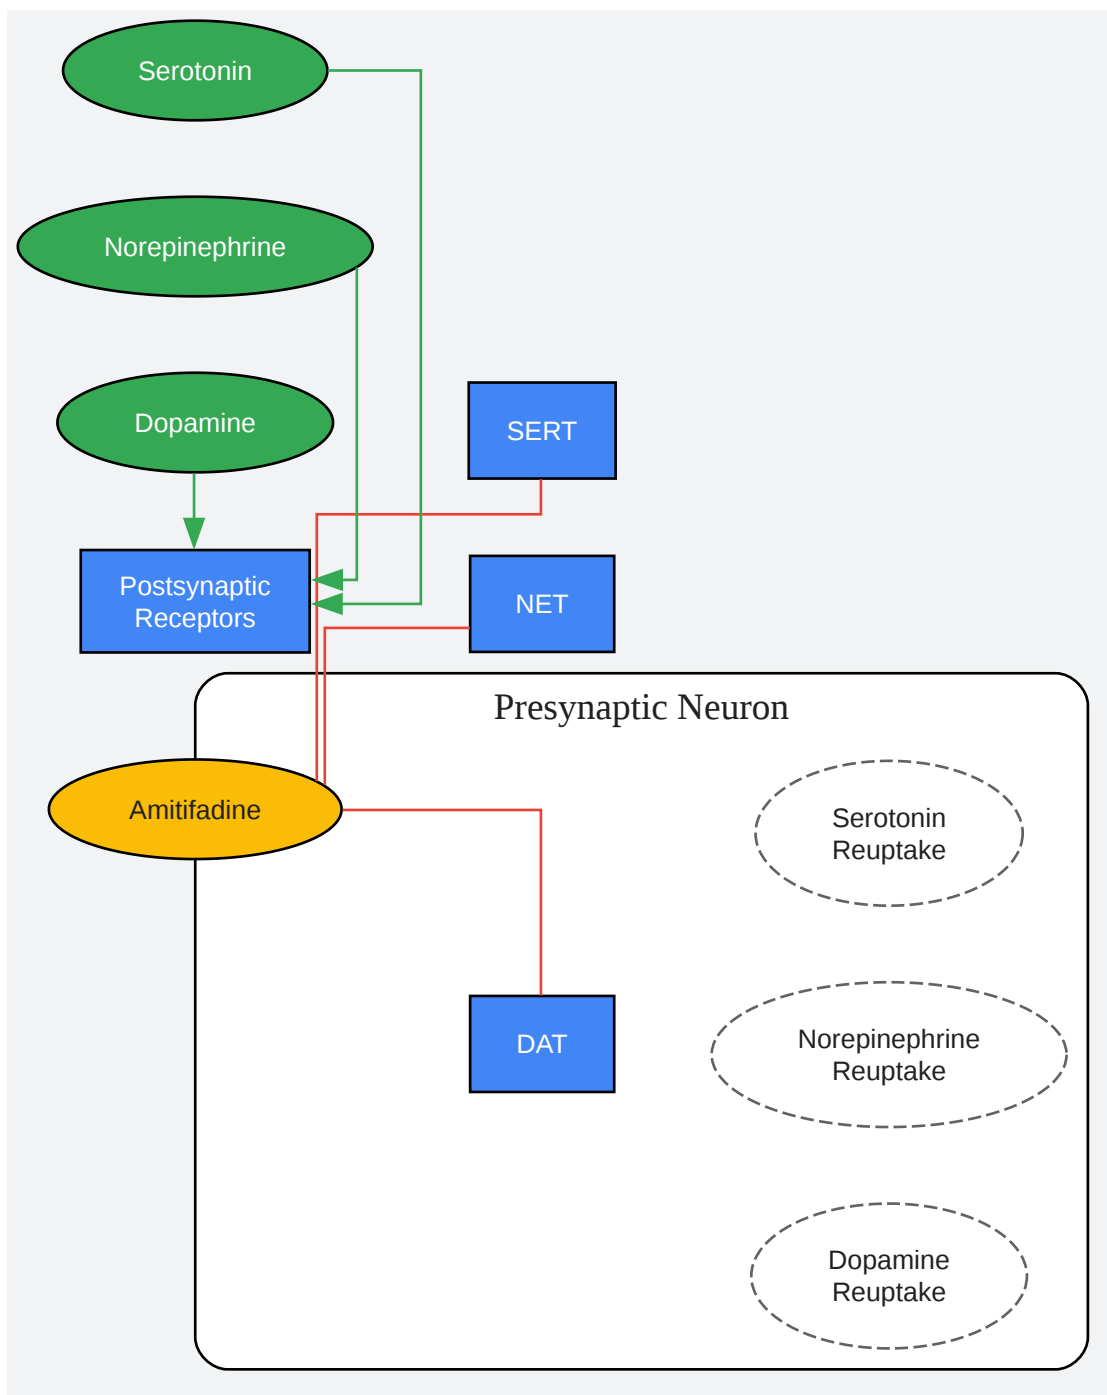 Serotonin
Norepinephrine
Dopamine
SERT
Postsynaptic
Receptors
NET
Presynaptic Neuron
Amitifadine
Serotonin
Reuptake
DAT
Norepinephrine
Reuptake
Dopamine
Reuptake